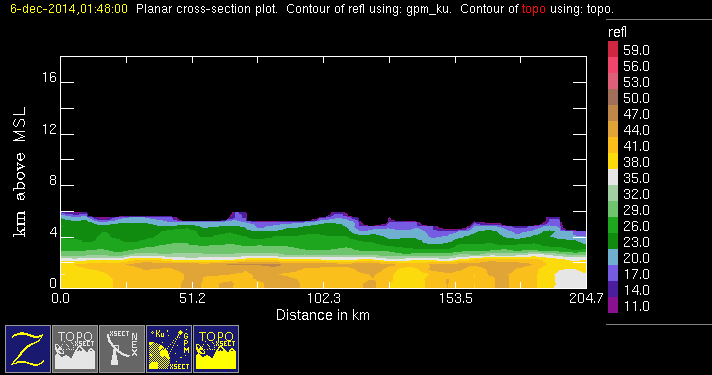 6-dec-2014,01:48:00 Planar cross-section plot. Contour of refl using: gpm_ku. Contour of topo using: topo.
refl
59.0
56.0
53.0
50.0
47.0
44.0
41.0
38.0
35.0
32.0
29.0
26.0
23.0
20.0
17.0
14.0
11.0
km above MSL
16
12
8
4
0
0.0 51.2 102.3 153.5 204.7
Distance in km
Z
TOPO
XSECT
XSECT
XM2
Ku
GPM
XSECT
TOPO
XSECT